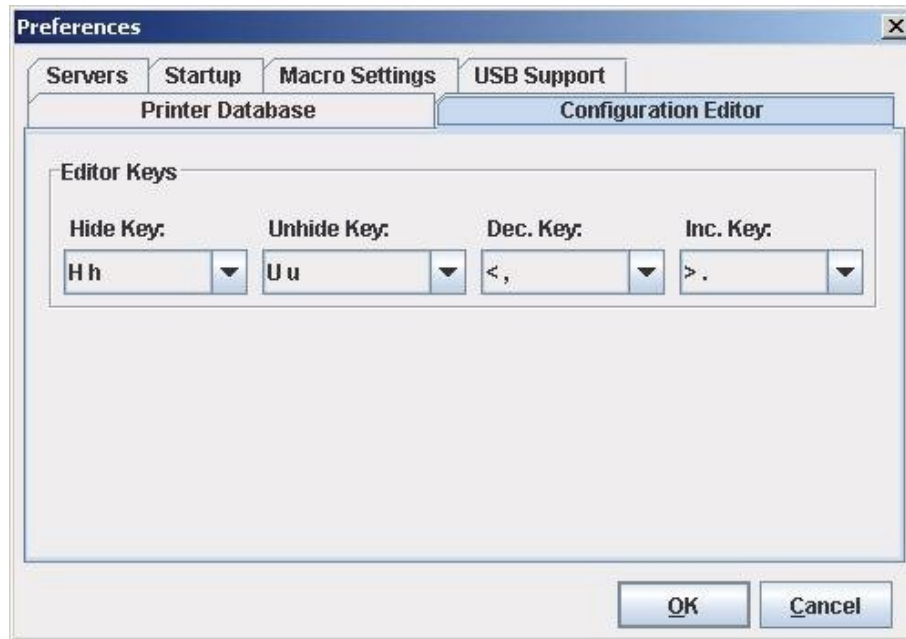 Preferences
Servers Startup Macro Settings USB Support
Printer Database Configuration Editor
Editor Keys
Hide Key: Unhide Key: Dec. Key: Inc. Key:
H h U u < , > .
OK Cancel